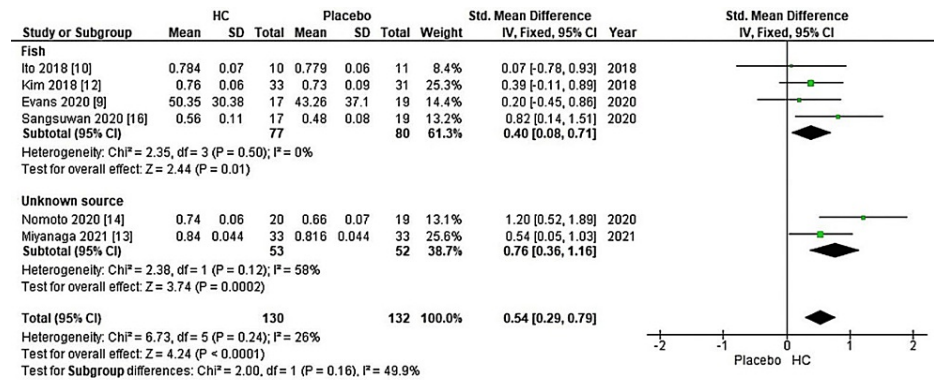 HC Placebo Std. Mean Difference Std. Mean Difference
Study or Subgroup Mean SD Total Mean SD Total Weight IV, Fixed, 95% CI Year IV, Fixed, 95% CI
Fish
Ito 2018 [10] 0.784 0.07 10 0.779 0.06 11 8.4% 0.07 [-0.78, 0.93] 2018
Kim 2018 [12] 0.76 0.06 33 0.73 0.09 31 25.3% 0.39 [-0.11, 0.89] 2018
Evans 2020 [9] 50.35 30.38 17 43.26 37.1 19 14.4% 0.20 [-0.45, 0.86] 2020
Sangsuwan 2020 [16] 0.56 0.11 17 0.48 0.08 19 13.2% 0.82 [0.14, 1.51] 2020
Subtotal (95% CI) 77 80 61.3% 0.40 [0.08, 0.71]
Heterogeneity: Chi² = 2.35, df = 3 (P = 0.50); I² = 0%
Test for overall effect: Z = 2.44 (P = 0.01)
Unknown source
Nomoto 2020 [14] 0.74 0.06 20 0.66 0.07 19 13.1% 1.20 [0.52, 1.89] 2020
Miyanaga 2021 [13] 0.84 0.044 33 0.816 0.044 33 25.6% 0.54 [0.05, 1.03] 2021
Subtotal (95% CI) 53 52 38.7% 0.76 [0.36, 1.16]
Heterogeneity: Chi² = 2.38, df = 1 (P = 0.12); I² = 58%
Test for overall effect: Z = 3.74 (P = 0.0002)
Total (95% CI) 130 132 100.0% 0.54 [0.29, 0.79]
Heterogeneity: Chi² = 6.73, df = 5 (P = 0.24); I² = 26%
Test for overall effect: Z = 4.24 (P < 0.0001)
Test for Subgroup differences: Chi² = 2.00, df = 1 (P = 0.16), I² = 49.9%
-2 -1 0 1 2
Placebo HC